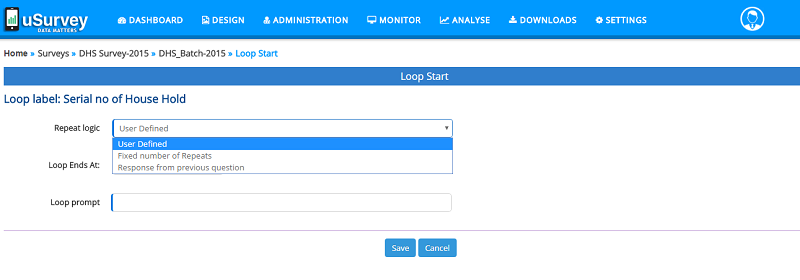 uSurvey
DATA MATTERS
DASHBOARD DESIGN ADMINISTRATION MONITOR ANALYSE DOWNLOADS SETTINGS
Home » Surveys » DHS Survey-2015 » DHS_Batch-2015 » Loop Start
Loop Start
Loop label: Serial no of House Hold
Repeat logic User Defined
User Defined
Fixed number of Repeats
Loop Ends At:
Response from previous question
Loop prompt
Save Cancel